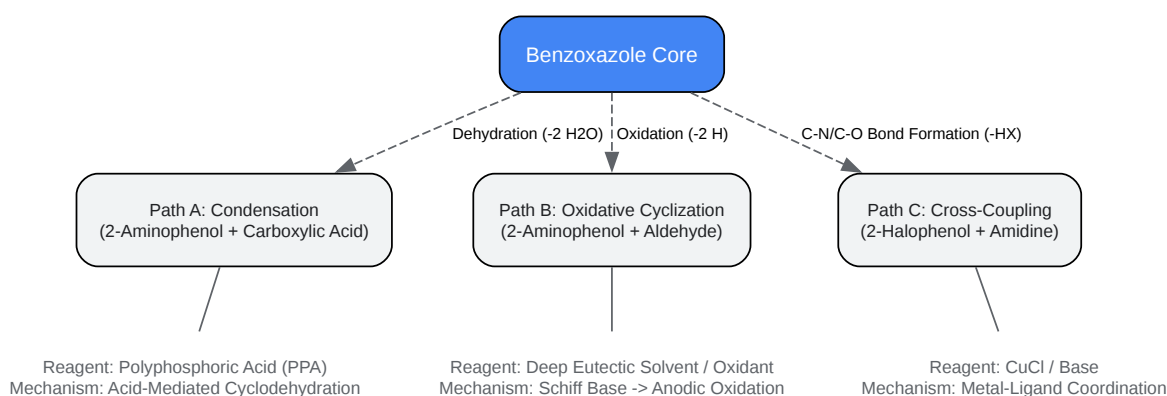 Benzoxazole Core
Dehydration (-2 H2O)
Oxidation (-2 H)
C-N/C-O Bond Formation (-HX)
Path A: Condensation
(2-Aminophenol + Carboxylic Acid)
Path B: Oxidative Cyclization
(2-Aminophenol + Aldehyde)
Path C: Cross-Coupling
(2-Halophenol + Amidine)
Reagent: Polyphosphoric Acid (PPA)
Mechanism: Acid-Mediated Cyclodehydration
Reagent: Deep Eutectic Solvent / Oxidant
Mechanism: Schiff Base -> Anodic Oxidation
Reagent: CuCl / Base
Mechanism: Metal-Ligand Coordination